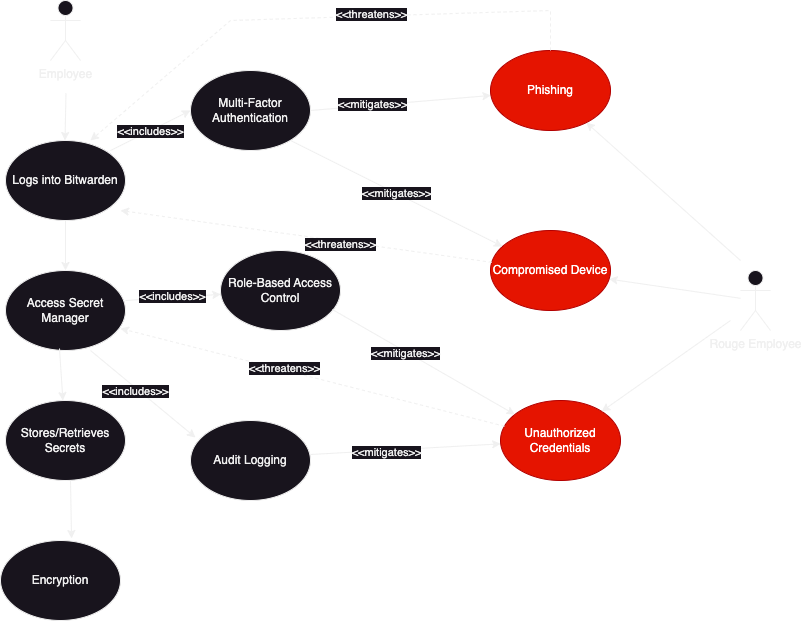 <<threatens>>
Employee
Phishing
Multi-Factor
Authentication
<<mitigates>>
<<includes>>
Logs into Bitwarden
<<mitigates>>
<<threatens>>
Compromised Device
Role-Based Access
Control
<<includes>>
Access Secret
Manager
Rouge Employee
<<mitigates>>
<<threatens>>
<<includes>>
Stores/Retrieves
Secrets
Unauthorized
Credentials
<<mitigates>>
Audit Logging
Encryption